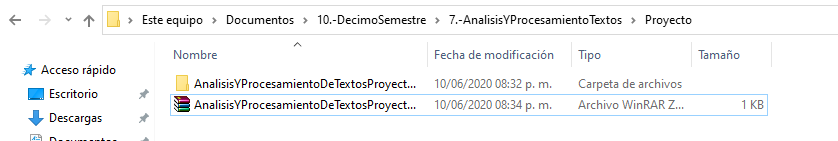 Este equipo > Documentos > 10.-DecimoSemestre > 7.-AnalisisYProcesamientoTextos > Proyecto
Nombre Fecha de modificación Tipo Tamaño
Acceso rápido
Escritorio
Descargas
Documentos
AnalisisYProcesamientoDeTextosProyect... 10/06/2020 08:32 p. m. Carpeta de archivos
AnalisisYProcesamientoDeTextosProyect... 10/06/2020 08:34 p. m. Archivo WinRAR Z... 1 KB